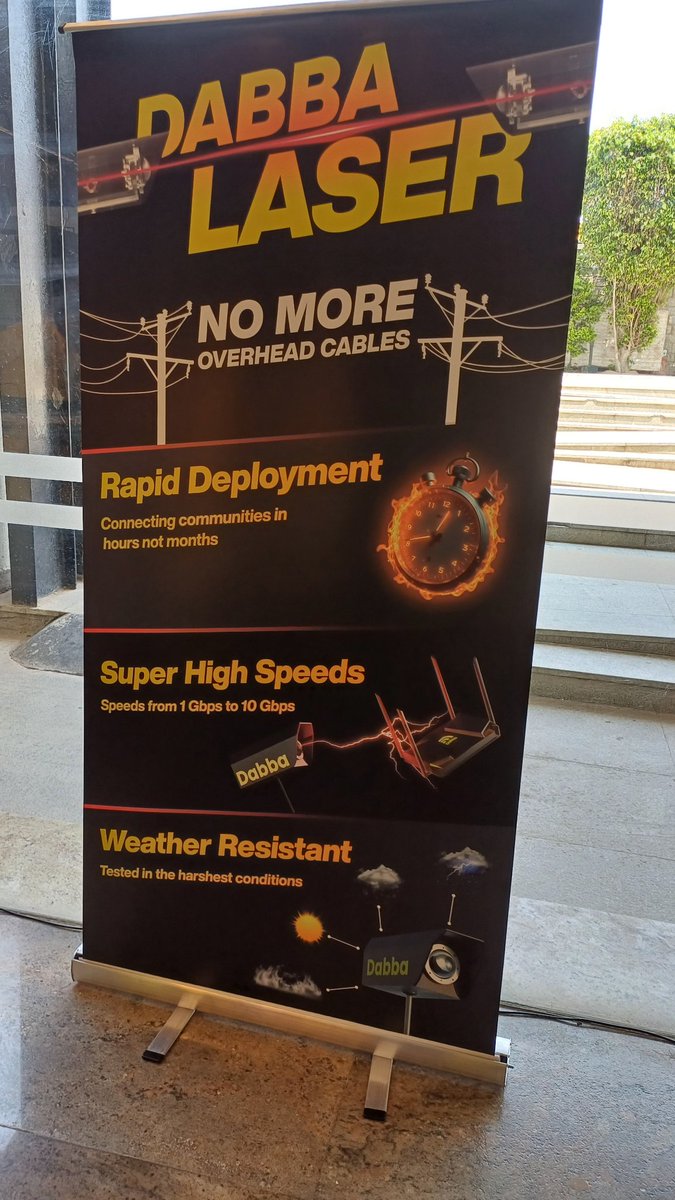 DABBA
LASER
NO MORE
OVERHEAD CABLES
Rapid Deployment
Connecting communities in
hours not months
Super High Speeds
Speeds from 1 Gbps to 10 Gbps
Dabba
Weather Resistant
Tested in the harshest conditions
Dabba